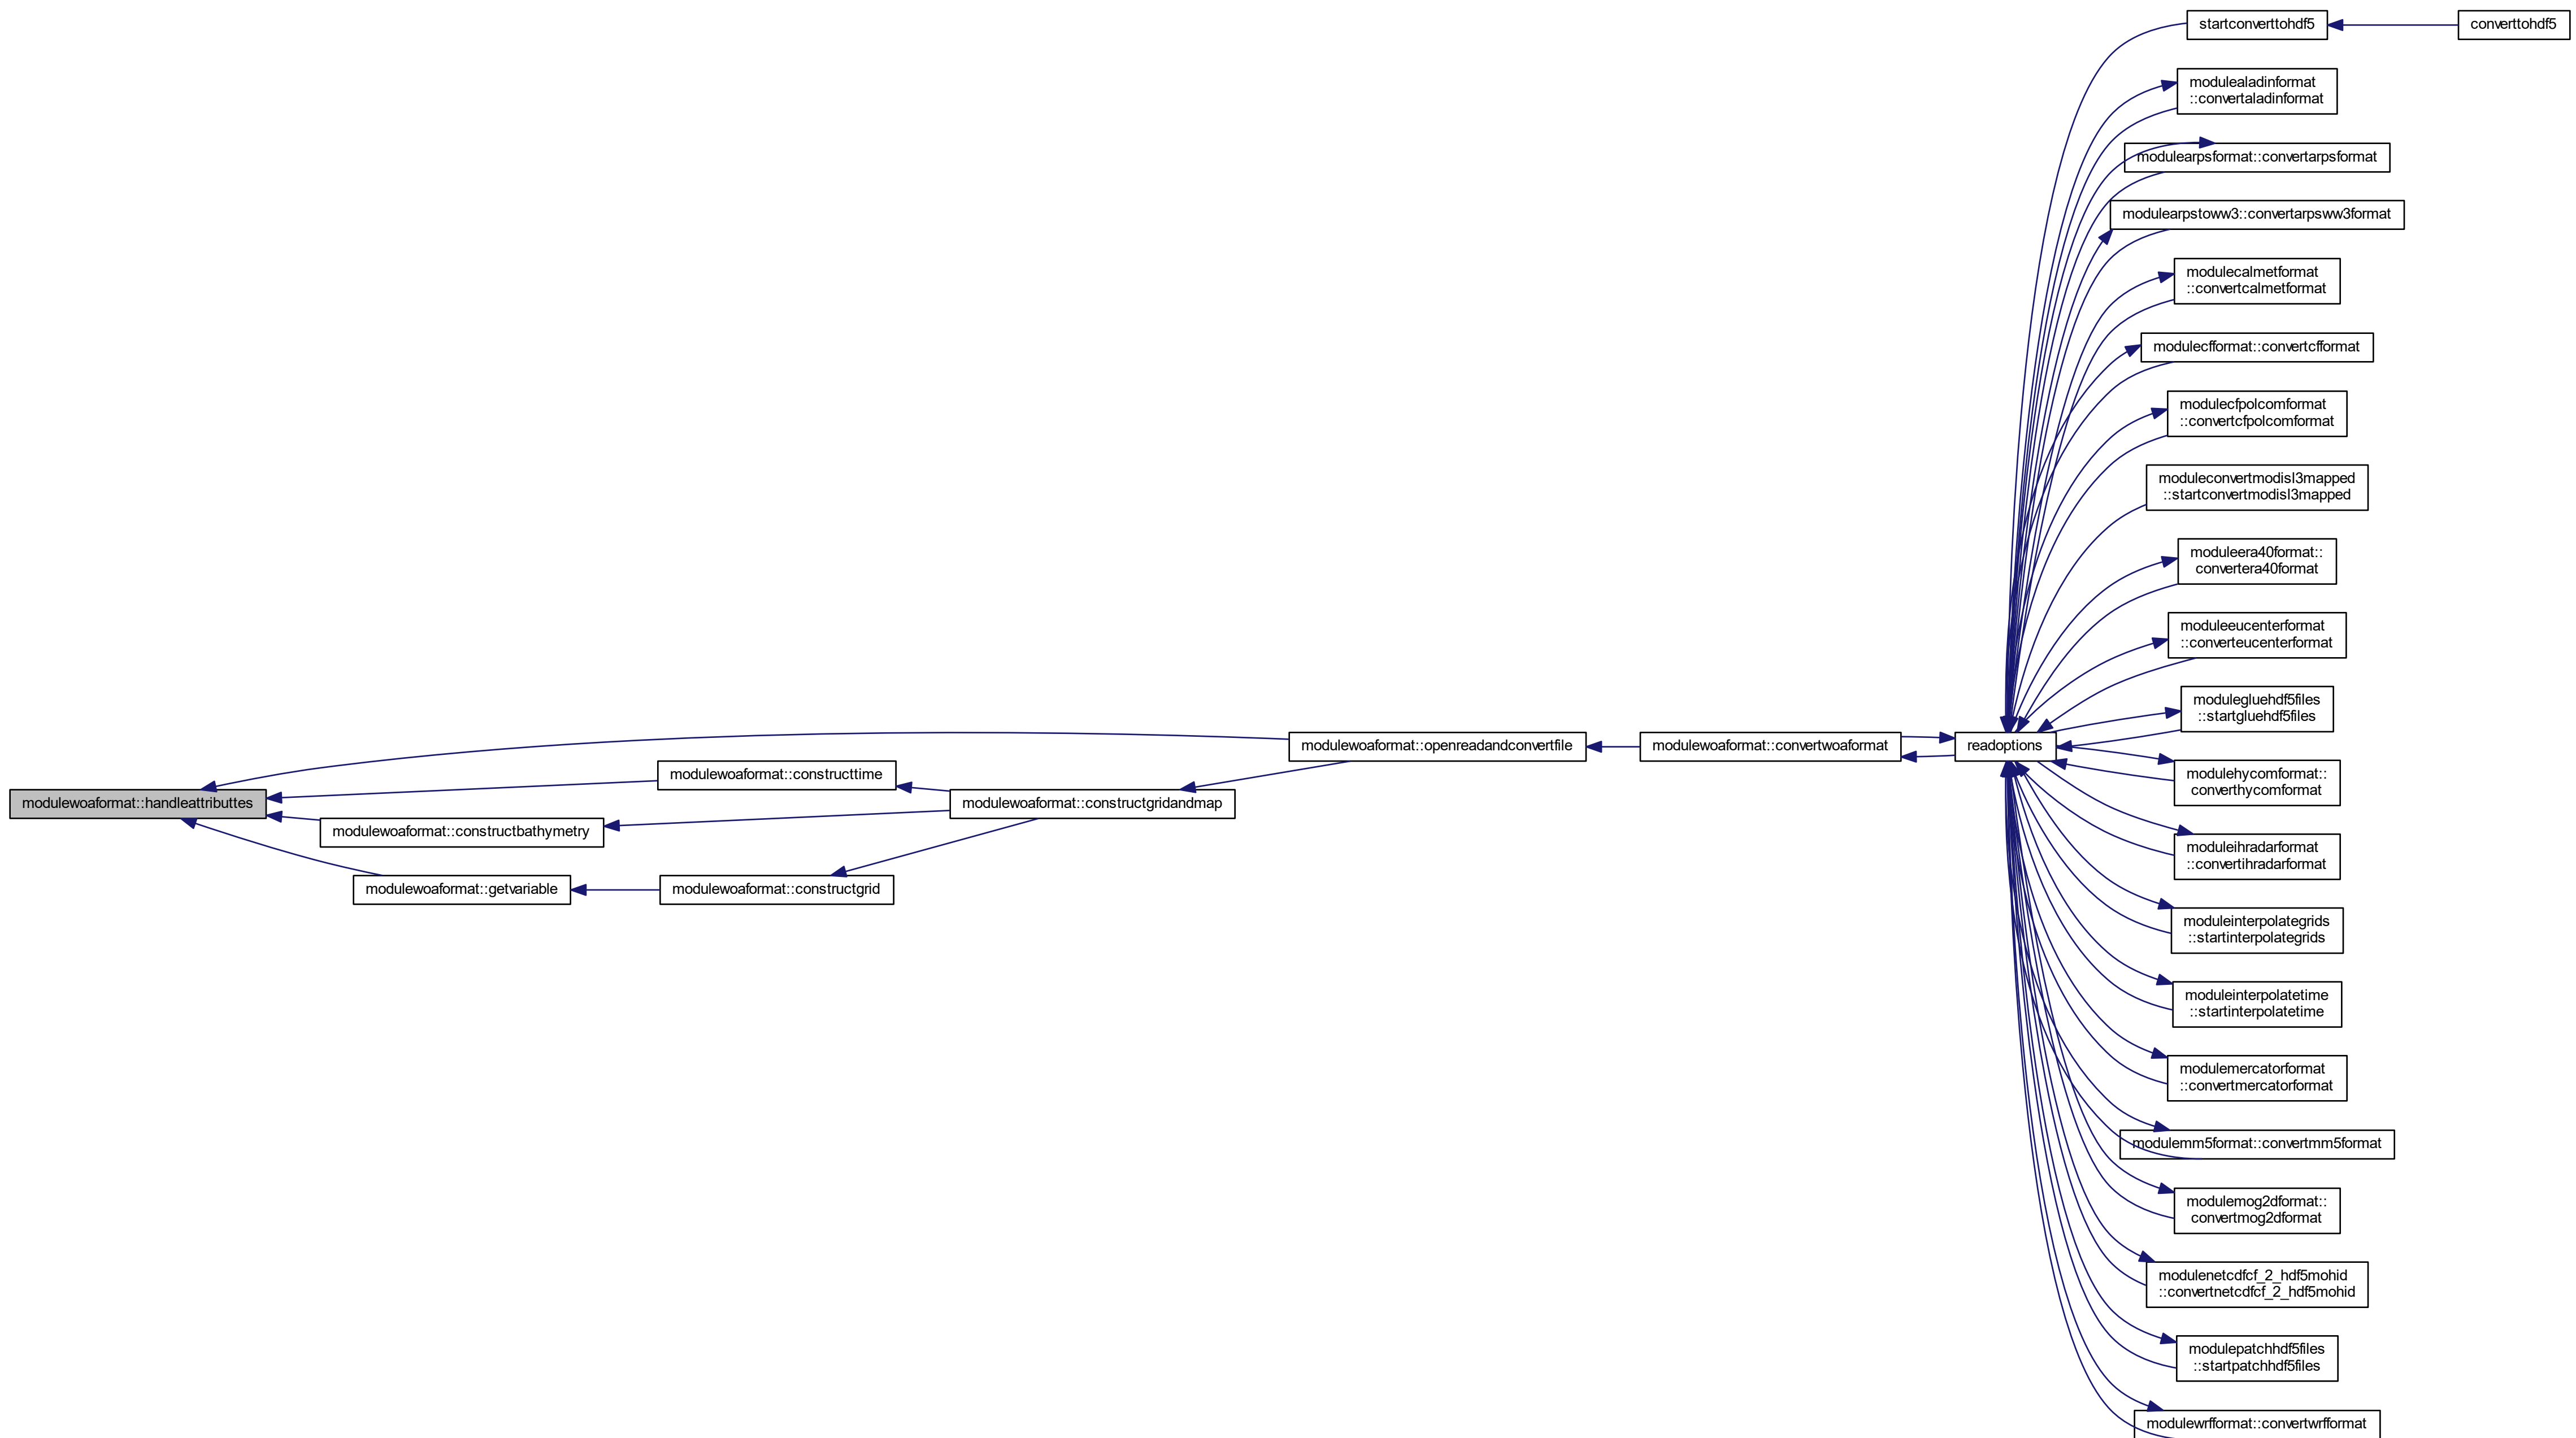 startconverttohdf5
converttohdf5
modulealadinformat
::convertaladinformat
modulearpsformat::convertarpsformat
modulearpstoww3::convertarpsww3format
modulecalmetformat
::convertcalmetformat
modulecfformat::convertcfformat
modulecfpolcomformat
::convertcfpolcomformat
moduleconvertmodisl3mapped
::startconvertmodisl3mapped
moduleera40format::
convertera40format
moduleeucenterformat
::converteucenterformat
modulegluehdf5files
::startgluehdf5files
modulewoaformat::openreadandconvertfile
modulewoaformat::convertwoaformat
readoptions
modulewoaformat::constructtime
modulehycomformat::
converthycomformat
modulewoaformat::handleattributtes
modulewoaformat::constructgridandmap
modulewoaformat::constructbathymetry
moduleihradarformat
::convertihradarformat
modulewoaformat::getvariable
modulewoaformat::constructgrid
moduleinterpolategrids
::startinterpolategrids
moduleinterpolatetime
::startinterpolatetime
modulemercatorformat
::convertmercatorformat
modulemm5format::convertmm5format
modulemog2dformat::
convertmog2dformat
modulenetcdfcf_2_hdf5mohid
::convertnetcdfcf_2_hdf5mohid
modulepatchhdf5files
::startpatchhdf5files
modulewrfformat::convertwrfformat